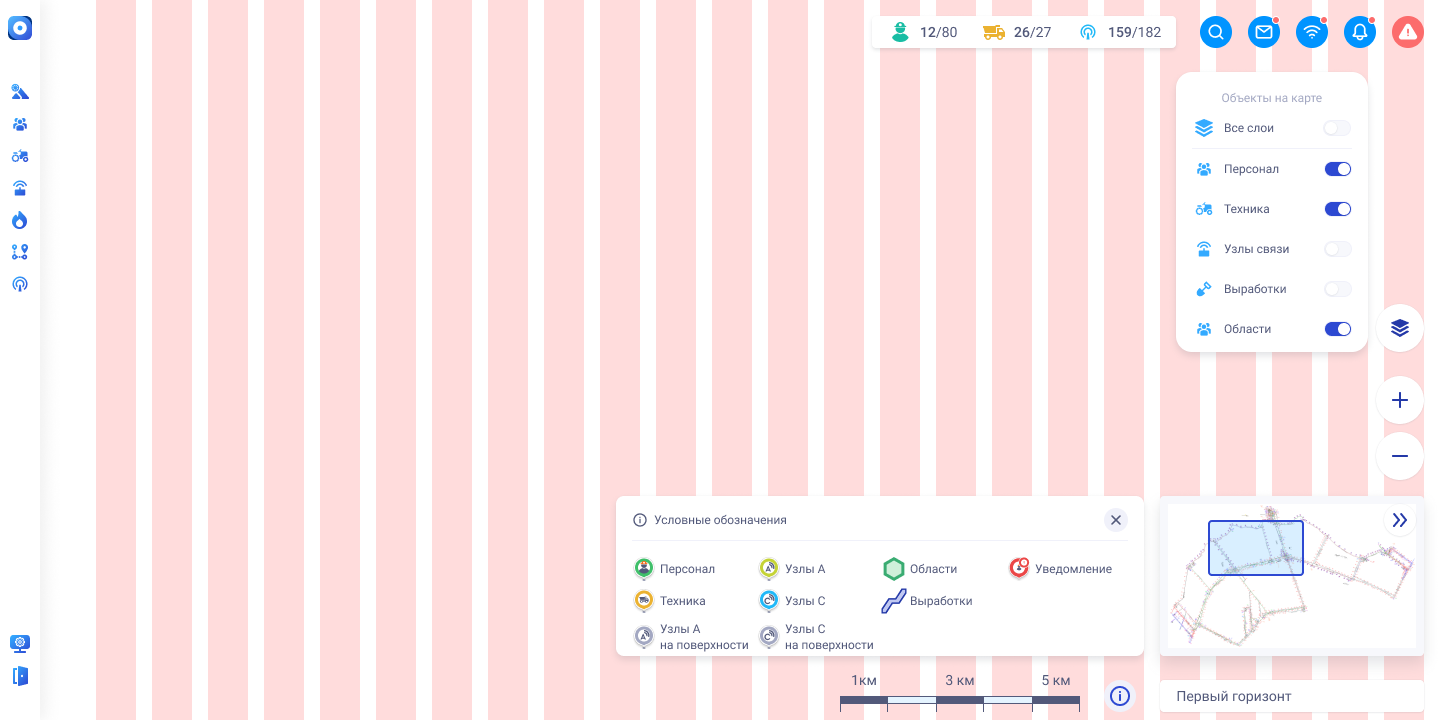 12/80
26/27
159/182
Объекты на карте
Все слои
Персонал
Техника
Узлы связи
Выработки
Области
Условные обозначения
Персонал
Узлы А
Области
Уведомление
Техника
Узлы С
Выработки
Узлы А
на поверхности
Узлы С
на поверхности
1км
3 км
5 км
Первый горизонт